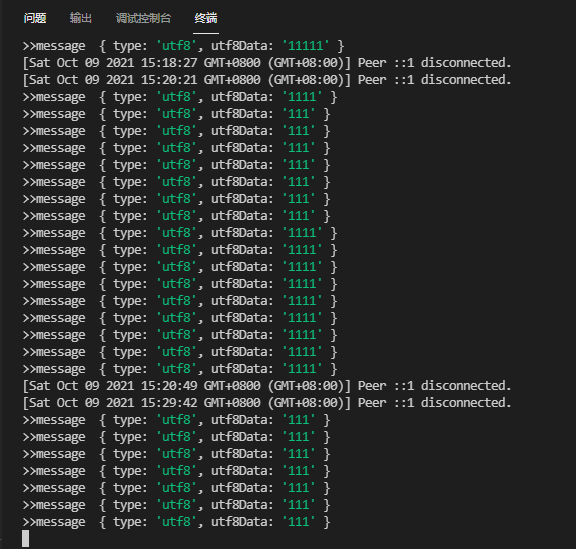 问题 输出 调试控制台 终端
>>message  { type: 'utf8', utf8Data: '11111' }
[Sat Oct 09 2021 15:18:27 GMT+0800 (GMT+08:00)] Peer ::1 disconnected.
[Sat Oct 09 2021 15:20:21 GMT+0800 (GMT+08:00)] Peer ::1 disconnected.
>>message  { type: 'utf8', utf8Data: '1111' }
>>message  { type: 'utf8', utf8Data: '111' }
>>message  { type: 'utf8', utf8Data: '111' }
>>message  { type: 'utf8', utf8Data: '111' }
>>message  { type: 'utf8', utf8Data: '111' }
>>message  { type: 'utf8', utf8Data: '111' }
>>message  { type: 'utf8', utf8Data: '111' }
>>message  { type: 'utf8', utf8Data: '111' }
>>message  { type: 'utf8', utf8Data: '1111' }
>>message  { type: 'utf8', utf8Data: '1111' }
>>message  { type: 'utf8', utf8Data: '1111' }
>>message  { type: 'utf8', utf8Data: '1111' }
>>message  { type: 'utf8', utf8Data: '1111' }
>>message  { type: 'utf8', utf8Data: '1111' }
>>message  { type: 'utf8', utf8Data: '1111' }
>>message  { type: 'utf8', utf8Data: '1111' }
>>message  { type: 'utf8', utf8Data: '1111' }
[Sat Oct 09 2021 15:20:49 GMT+0800 (GMT+08:00)] Peer ::1 disconnected.
[Sat Oct 09 2021 15:29:42 GMT+0800 (GMT+08:00)] Peer ::1 disconnected.
>>message  { type: 'utf8', utf8Data: '111' }
>>message  { type: 'utf8', utf8Data: '111' }
>>message  { type: 'utf8', utf8Data: '111' }
>>message  { type: 'utf8', utf8Data: '111' }
>>message  { type: 'utf8', utf8Data: '111' }
>>message  { type: 'utf8', utf8Data: '111' }
>>message  { type: 'utf8', utf8Data: '111' }